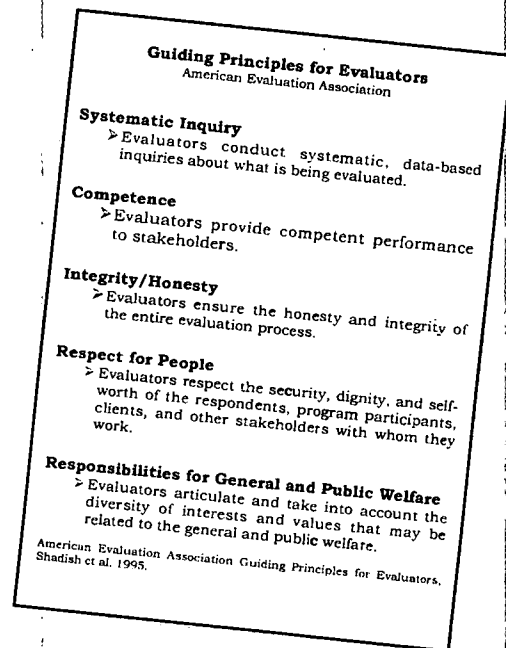 Guiding Principles for Evaluators
American Evaluation Association
Systematic Inquiry
➢Evaluators conduct systematic, data-based
inquiries about what is being evaluated.
Competence
➢Evaluators provide competent performance
to stakeholders.
Integrity/Honesty
➢Evaluators ensure the honesty and integrity of
the entire evaluation process.
Respect for People
➢Evaluators respect the security, dignity, and self-
worth of the respondents, program participants,
clients, and other stakeholders with whom they
work.
Responsibilities for General and Public Welfare
➢Evaluators articulate and take into account the
diversity of interests and values that may be
related to the general and public welfare.
American Evaluation Association Guiding Principles for Evaluators,
Shadish et al. 1995.